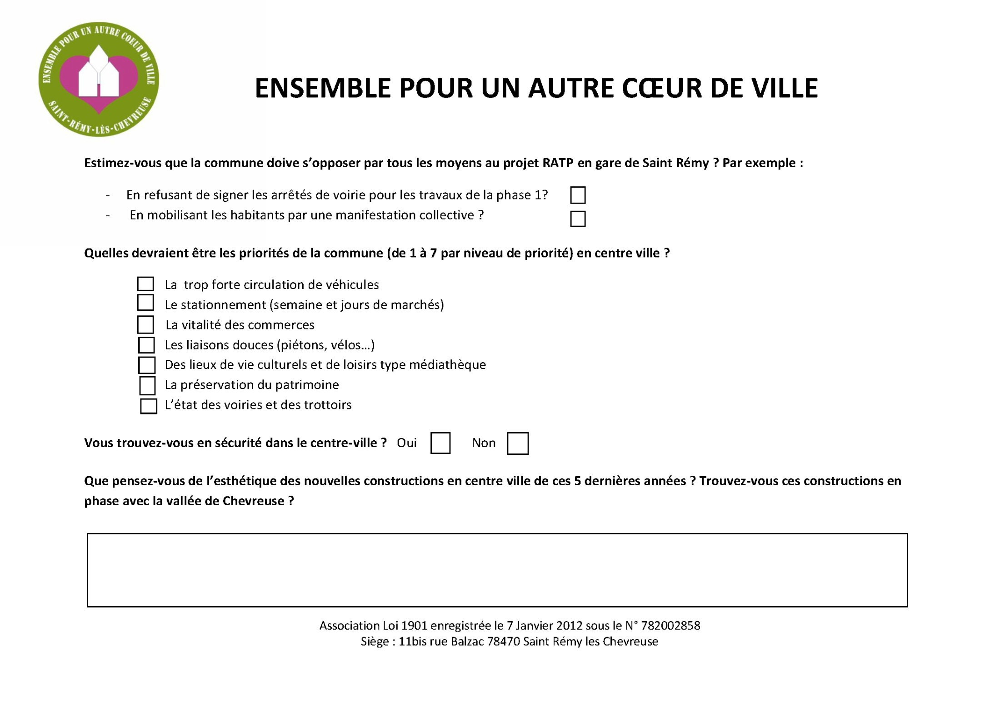 ENSEMBLE POUR UN AUTRE COEUR DE VILLE
SAINT-RÉMY-LÈS-CHEVREUSE
ENSEMBLE POUR UN AUTRE CŒUR DE VILLE
Estimez-vous que la commune doive s’opposer par tous les moyens au projet RATP en gare de Saint Rémy ? Par exemple :
- En refusant de signer les arrêtés de voirie pour les travaux de la phase 1?
- En mobilisant les habitants par une manifestation collective ?
Quelles devraient être les priorités de la commune (de 1 à 7 par niveau de priorité) en centre ville ?
La trop forte circulation de véhicules
Le stationnement (semaine et jours de marchés)
La vitalité des commerces
Les liaisons douces (piétons, vélos…)
Des lieux de vie culturels et de loisirs type médiathèque
La préservation du patrimoine
L’état des voiries et des trottoirs
Vous trouvez-vous en sécurité dans le centre-ville ? Oui Non
Que pensez-vous de l’esthétique des nouvelles constructions en centre ville de ces 5 dernières années ? Trouvez-vous ces constructions en
phase avec la vallée de Chevreuse ?
Association Loi 1901 enregistrée le 7 Janvier 2012 sous le N° 782002858
Siège : 11bis rue Balzac 78470 Saint Rémy les Chevreuse